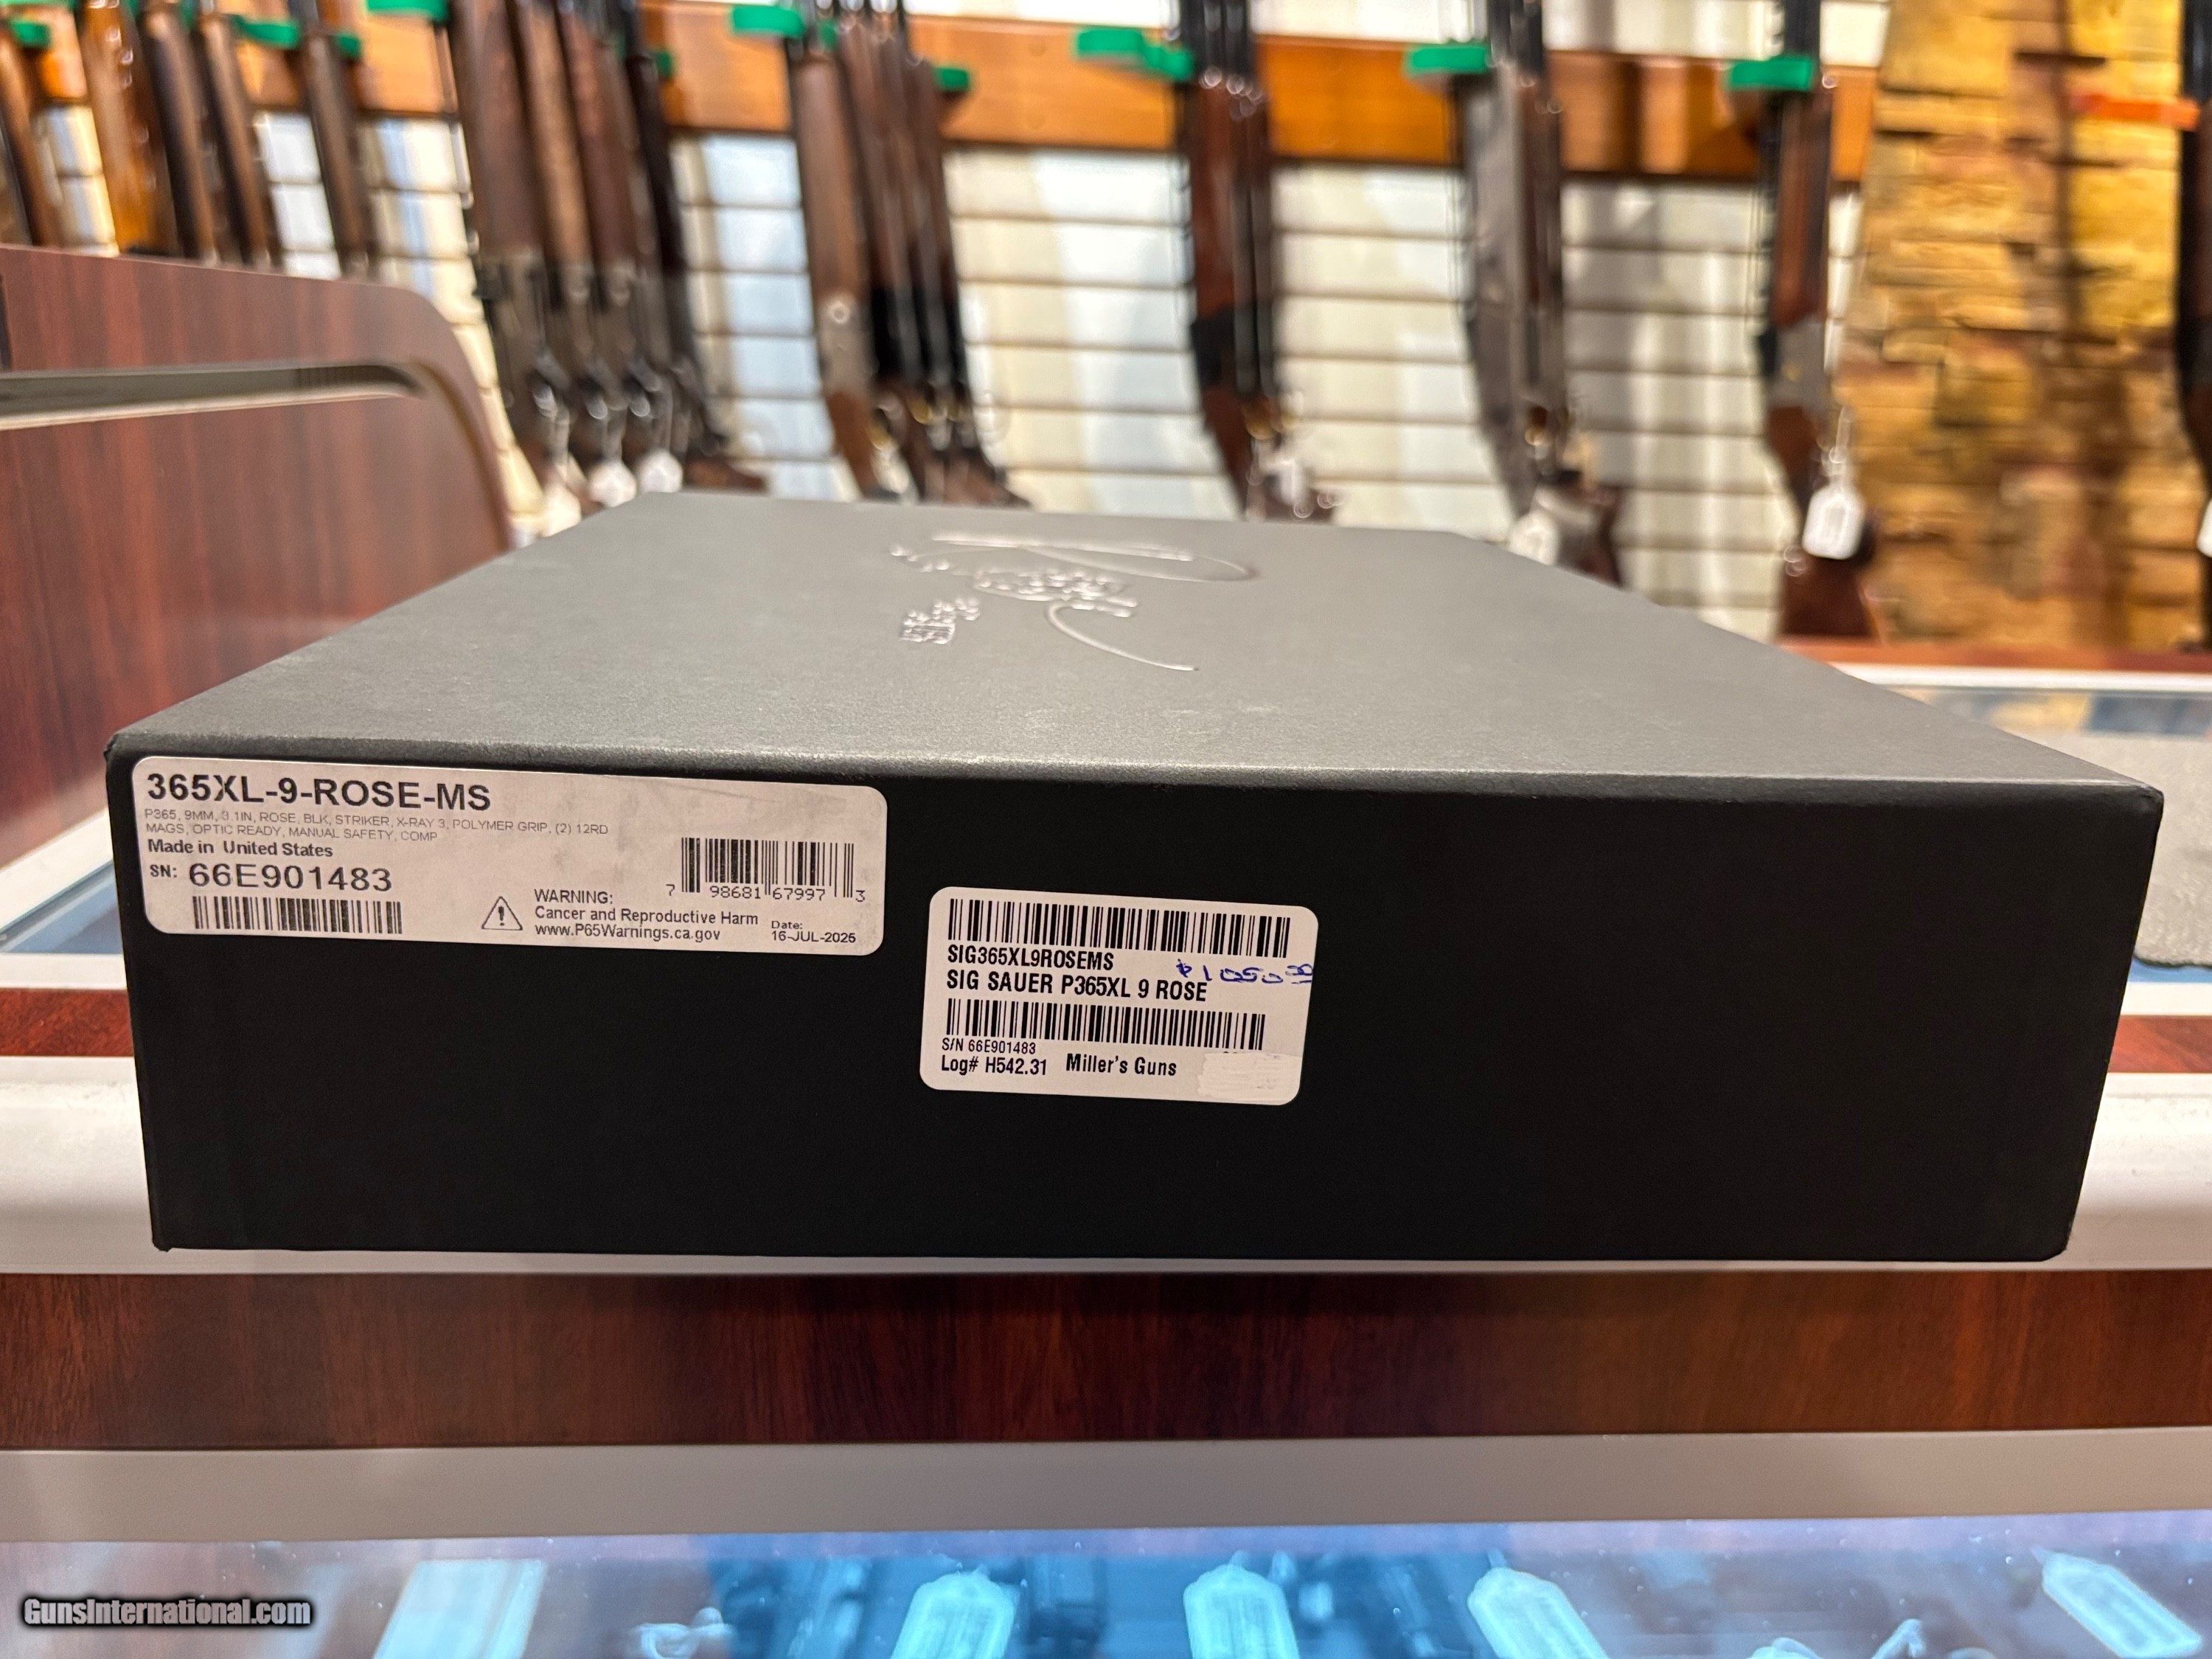 365XL-9-ROSE-MS
P365, 9MM, 3.1IN, ROSE, BLK, STRIKER, X-RAY 3, POLYMER GRIP, (2) 12RD
MAGS, OPTIC READY, MANUAL SAFETY, COMP
Made in United States
SN: 66E901483
WARNING:
Cancer and Reproductive Harm
www.P65Warnings.ca.gov
7 98681 67997 3
Date:
16-JUL-2025
SIG365XL9ROSEMS
$1050.00
SIG SAUER P365XL 9 ROSE
S/N 66E901483
Log# H542.31 Miller's Guns
GunsInternational.com